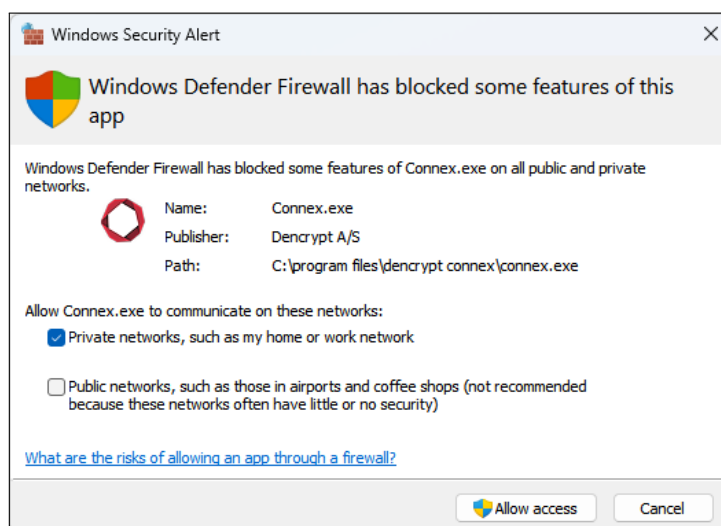 Windows Security Alert
Windows Defender Firewall has blocked some features of this
app
Windows Defender Firewall has blocked some features of Connex.exe on all public and private
networks.
Name: Connex.exe
Publisher: Dencrypt A/S
Path: C:\program files\dencrypt connex\connex.exe
Allow Connex.exe to communicate on these networks:
Private networks, such as my home or work network
Public networks, such as those in airports and coffee shops (not recommended
because these networks often have little or no security)
What are the risks of allowing an app through a firewall?
Allow access Cancel